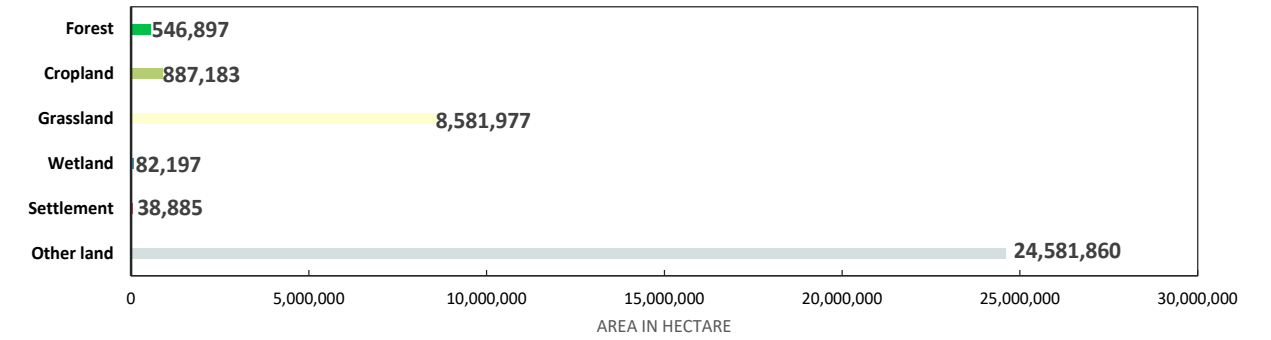 Forest 546,897
Cropland 887,183
Grassland 8,581,977
Wetland 82,197
Settlement 38,885
Other land 24,581,860
0 5,000,000 10,000,000 15,000,000 20,000,000 25,000,000 30,000,000
AREA IN HECTARE